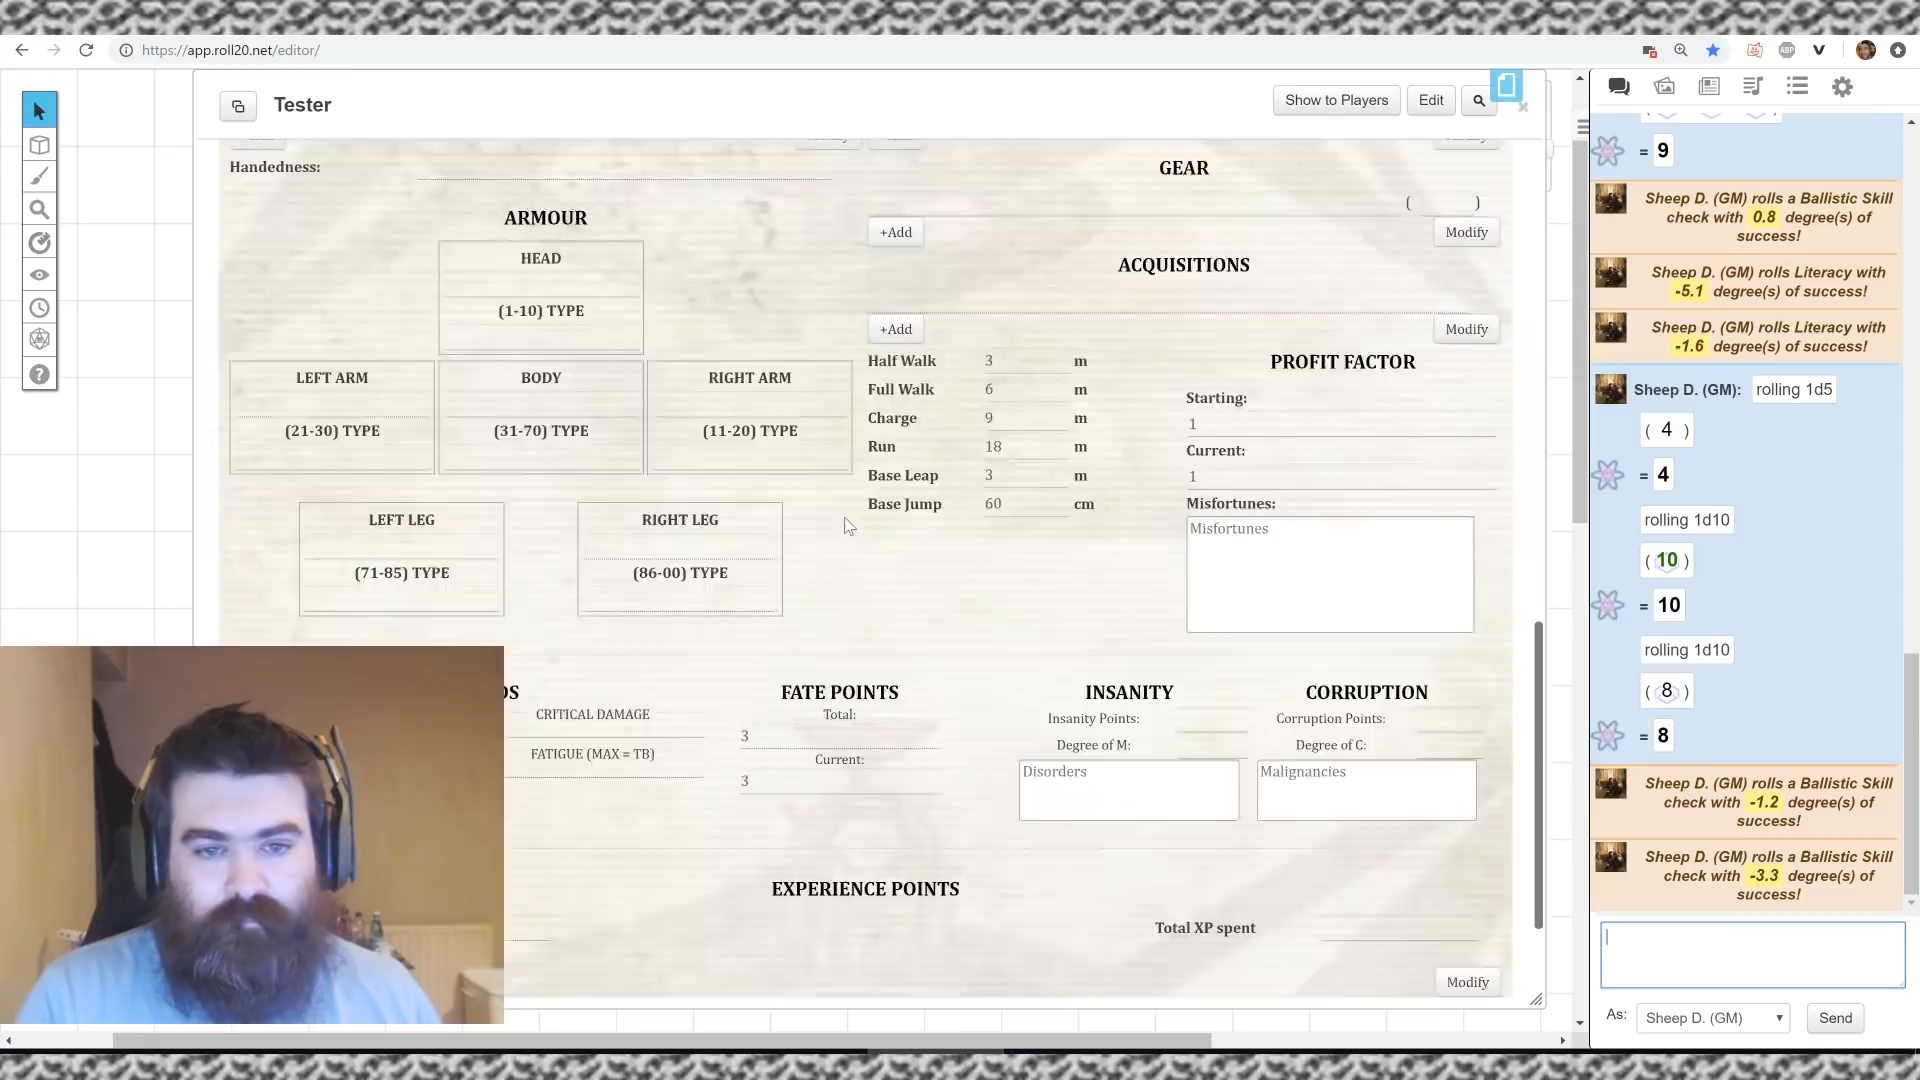 https://app.roll20.net/editor/
ABP
Tester
Show to Players
Edit
Handedness:
ARMOUR
HEAD
(1-10) TYPE
LEFT ARM
(21-30) TYPE
BODY
(31-70) TYPE
RIGHT ARM
(11-20) TYPE
LEFT LEG
(71-85) TYPE
RIGHT LEG
(86-00) TYPE
GEAR
( )
+Add
Modify
ACQUISITIONS
+Add
Modify
Half Walk 3 m
Full Walk 6 m
Charge 9 m
Run 18 m
Base Leap 3 m
Base Jump 60 cm
PROFIT FACTOR
Starting:
1
Current:
1
Misfortunes:
Misfortunes
DS
CRITICAL DAMAGE
FATIGUE (MAX = TB)
FATE POINTS
Total:
3
Current:
3
INSANITY
Insanity Points:
Degree of M:
Disorders
CORRUPTION
Corruption Points:
Degree of C:
Malignancies
EXPERIENCE POINTS
Total XP spent
Modify
= 9
Sheep D. (GM) rolls a Ballistic Skill
check with 0.8 degree(s) of
success!
Sheep D. (GM) rolls Literacy with
-5.1 degree(s) of success!
Sheep D. (GM) rolls Literacy with
-1.6 degree(s) of success!
Sheep D. (GM): rolling 1d5
( 4 )
= 4
rolling 1d10
( 10 )
= 10
rolling 1d10
( 8 )
= 8
Sheep D. (GM) rolls a Ballistic Skill
check with -1.2 degree(s) of
success!
Sheep D. (GM) rolls a Ballistic Skill
check with -3.3 degree(s) of
success!
As: Sheep D. (GM)
Send